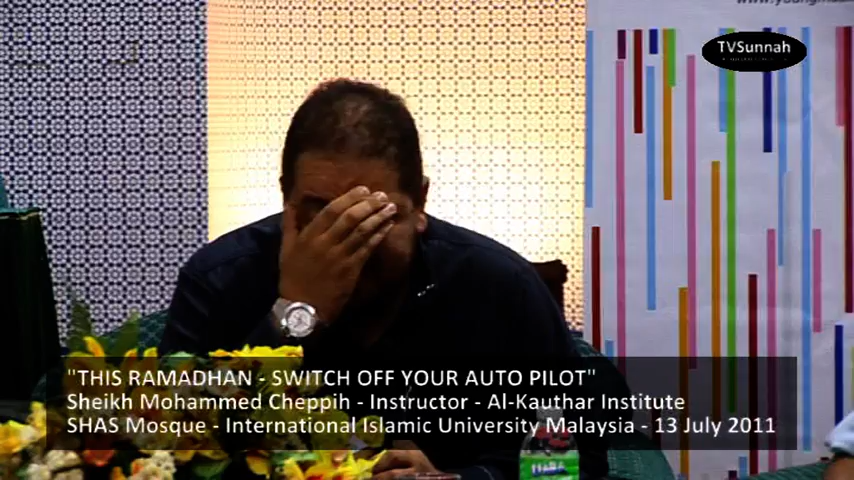 TVSunnah
"THIS RAMADHAN - SWITCH OFF YOUR AUTO PILOT"
Sheikh Mohammed Cheppih - Instructor - Al-Kauthar Institute
SHAS Mosque - International Islamic University Malaysia - 13 July 2011